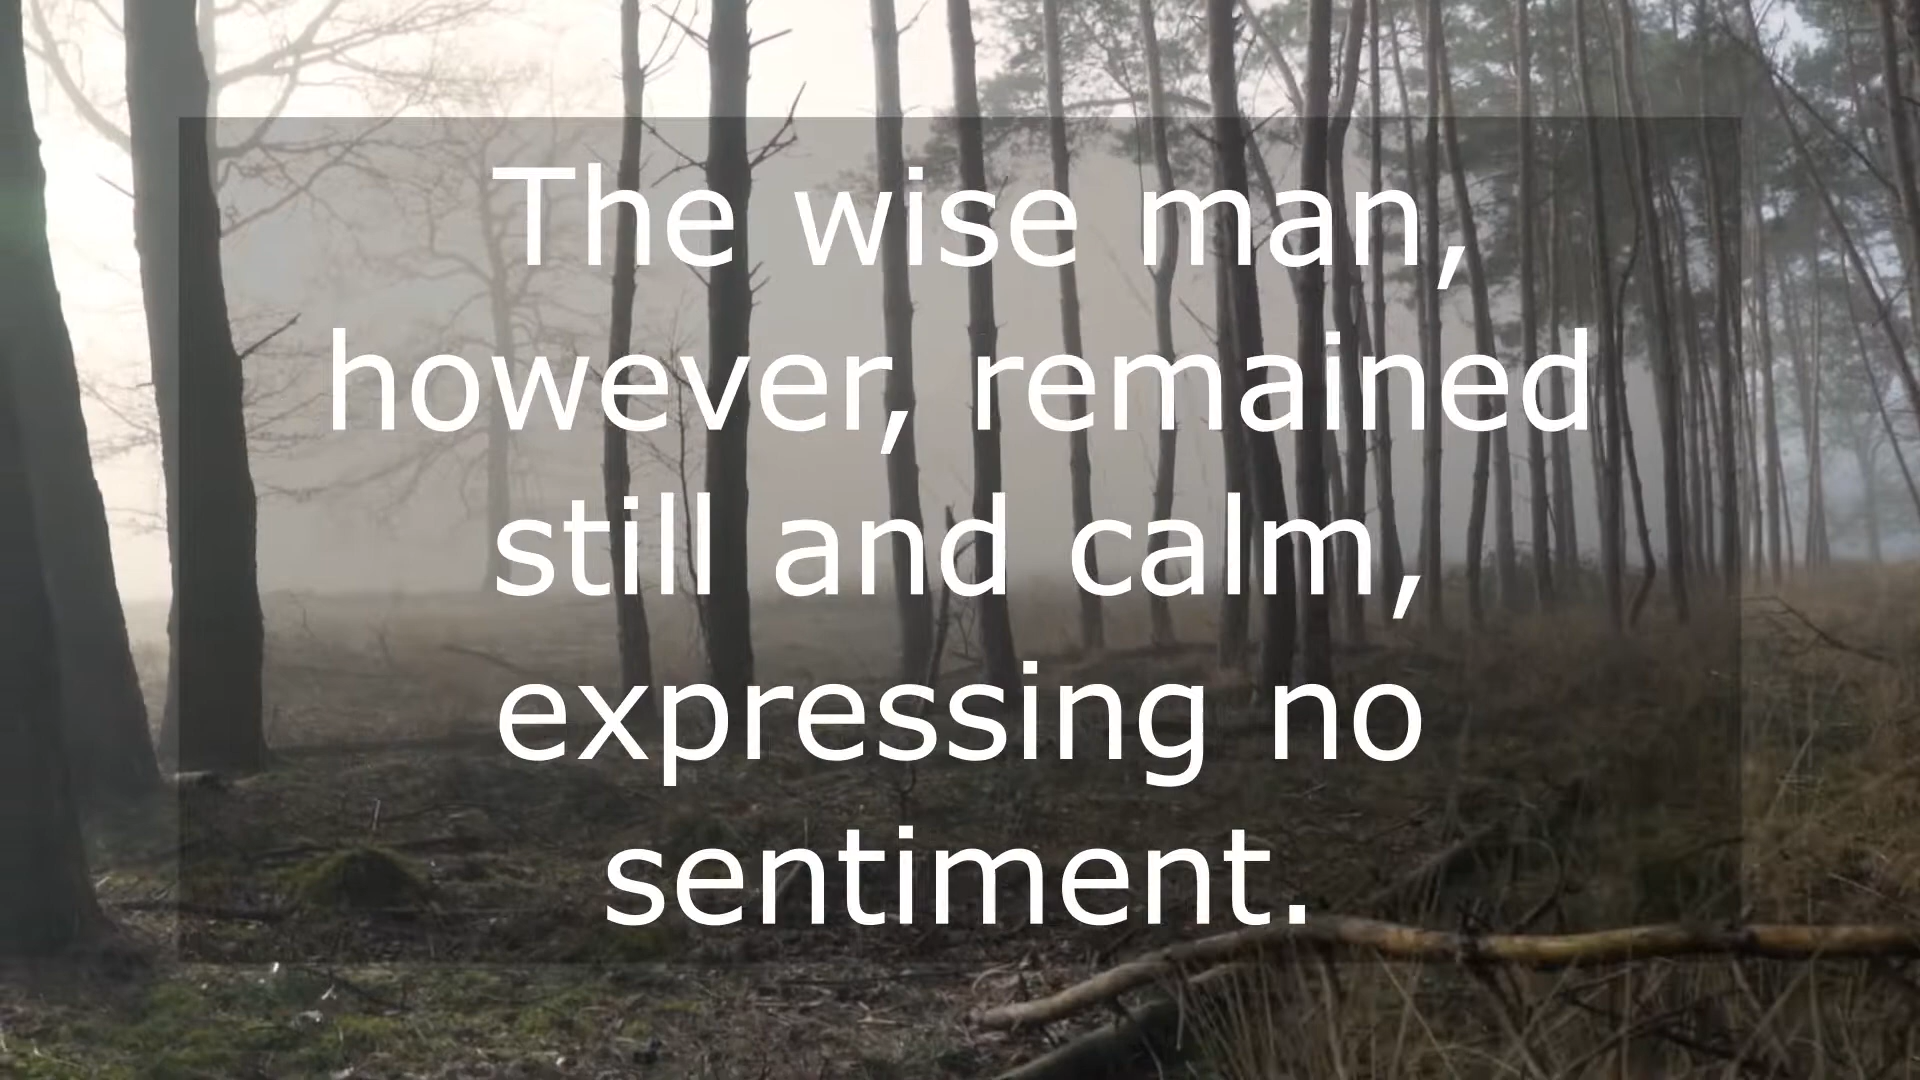 The wise man,
however, remained
still and calm,
expressing no
sentiment.